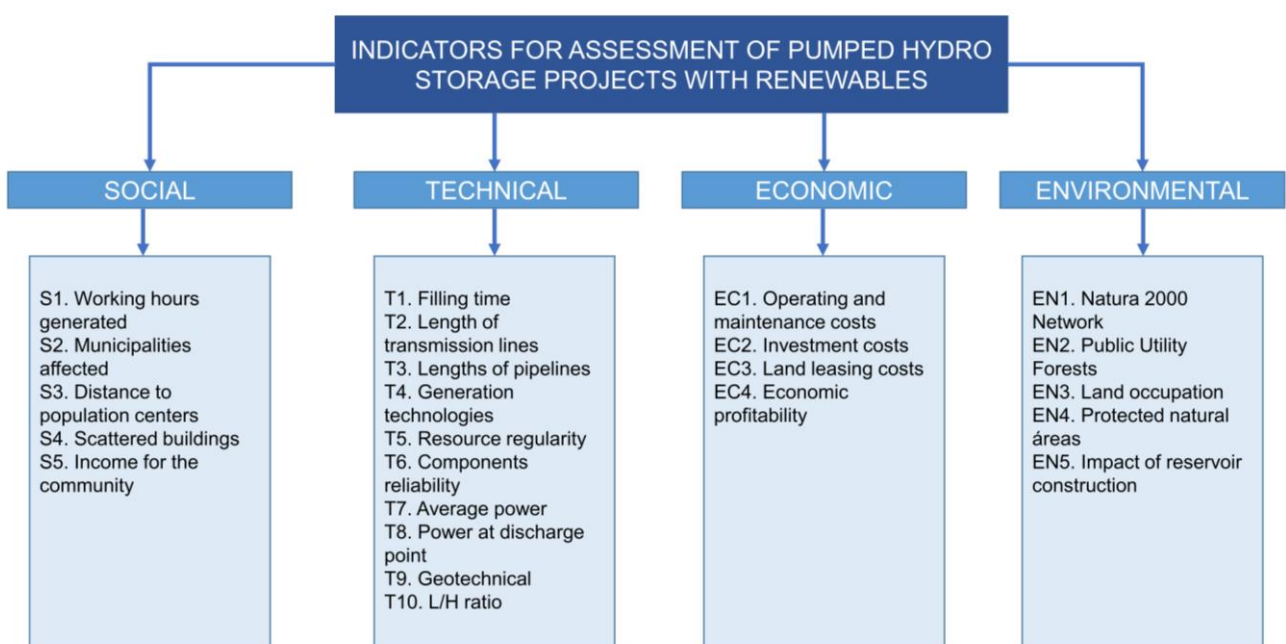 INDICATORS FOR ASSESSMENT OF PUMPED HYDRO
STORAGE PROJECTS WITH RENEWABLES
SOCIAL
S1. Working hours
generated
S2. Municipalities
affected
S3. Distance to
population centers
S4. Scattered buildings
S5. Income for the
community
TECHNICAL
T1. Filling time
T2. Length of
transmission lines
T3. Lengths of pipelines
T4. Generation
technologies
T5. Resource regularity
T6. Components
reliability
T7. Average power
T8. Power at discharge
point
T9. Geotechnical
T10. L/H ratio
ECONOMIC
EC1. Operating and
maintenance costs
EC2. Investment costs
EC3. Land leasing costs
EC4. Economic
profitability
ENVIRONMENTAL
EN1. Natura 2000
Network
EN2. Public Utility
Forests
EN3. Land occupation
EN4. Protected natural
áreas
EN5. Impact of reservoir
construction